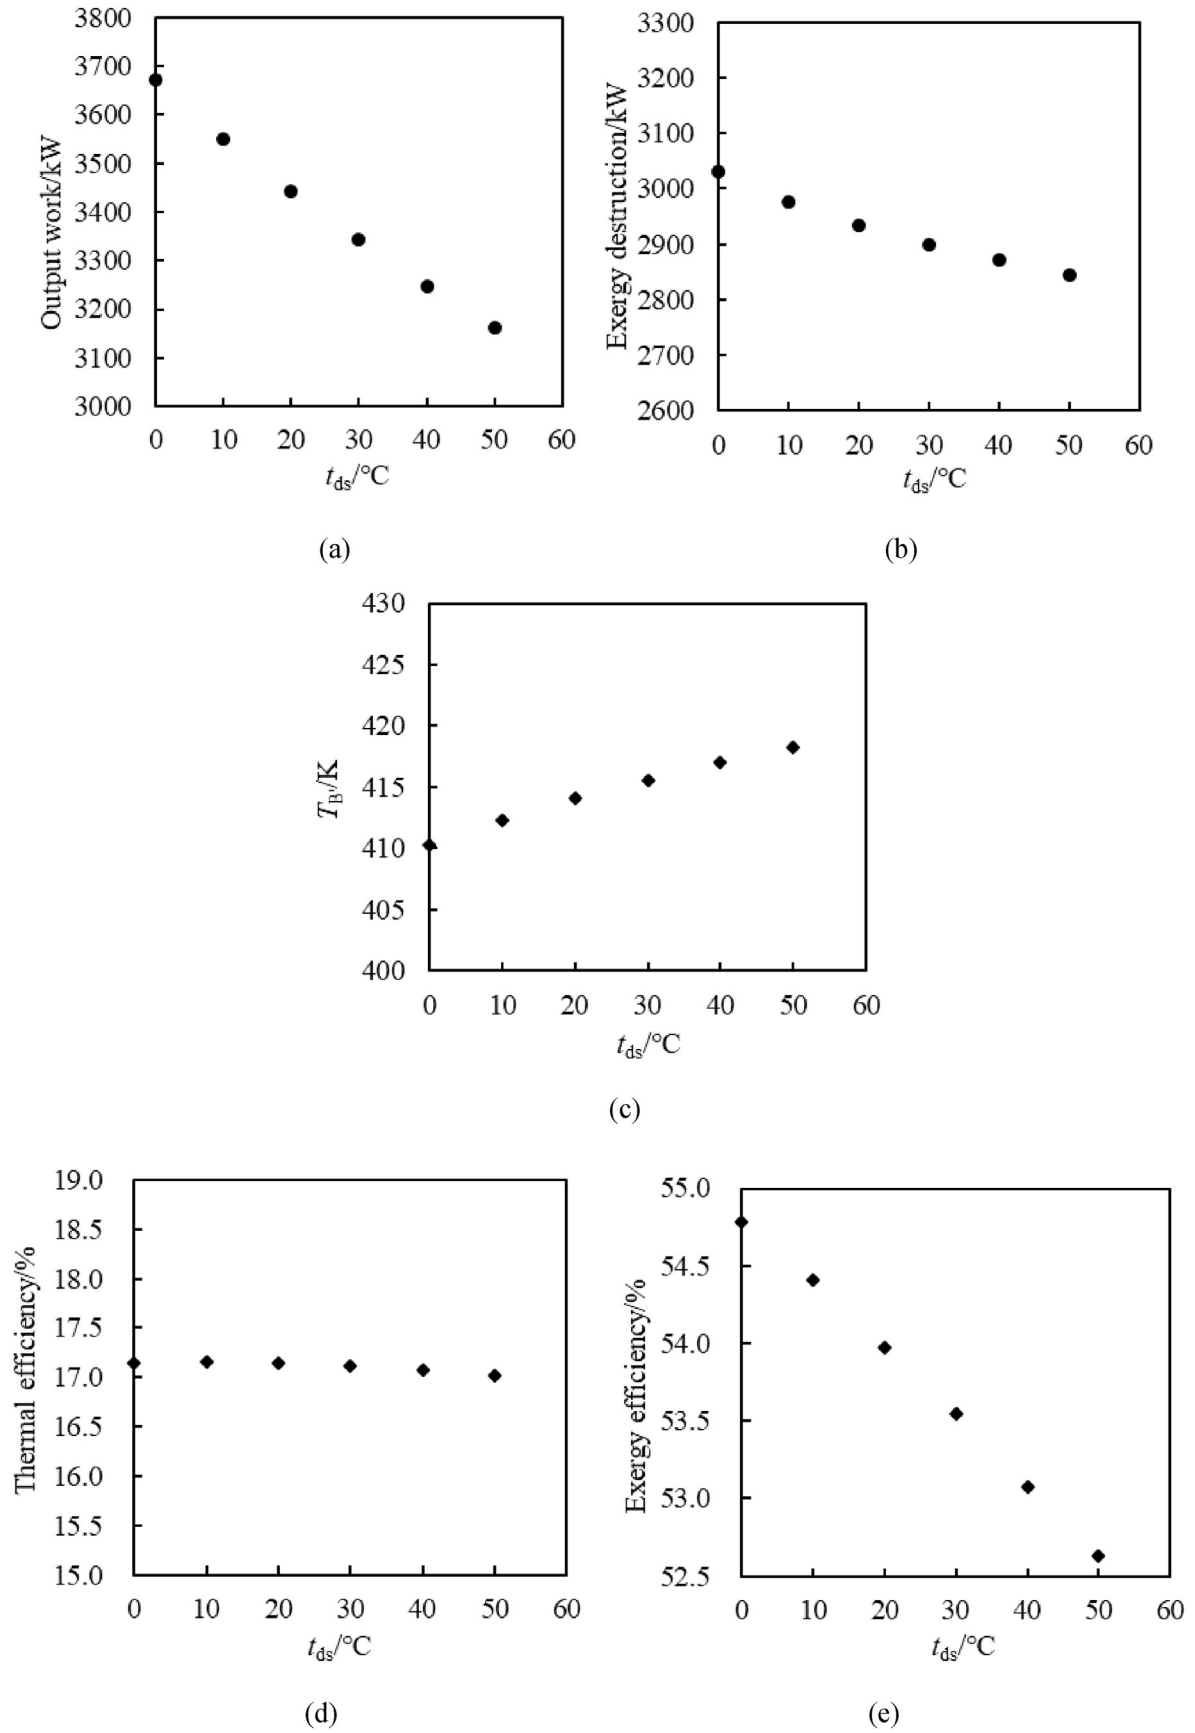 3800
3700
3600
3500
3400
3300
3200
3100
3000
Output work/kW
0 10 20 30 40 50 60
tds/°C
(a)
3300
3200
3100
3000
2900
2800
2700
2600
Exergy destruction/kW
0 10 20 30 40 50 60
tds/°C
(b)
430
425
420
415
410
405
400
TB'/K
0 10 20 30 40 50 60
tds/°C
(c)
19.0
18.5
18.0
17.5
17.0
16.5
16.0
15.5
15.0
Thermal efficiency/%
0 10 20 30 40 50 60
tds/°C
(d)
55.0
54.5
54.0
53.5
53.0
52.5
Exergy efficiency/%
0 10 20 30 40 50 60
tds/°C
(e)